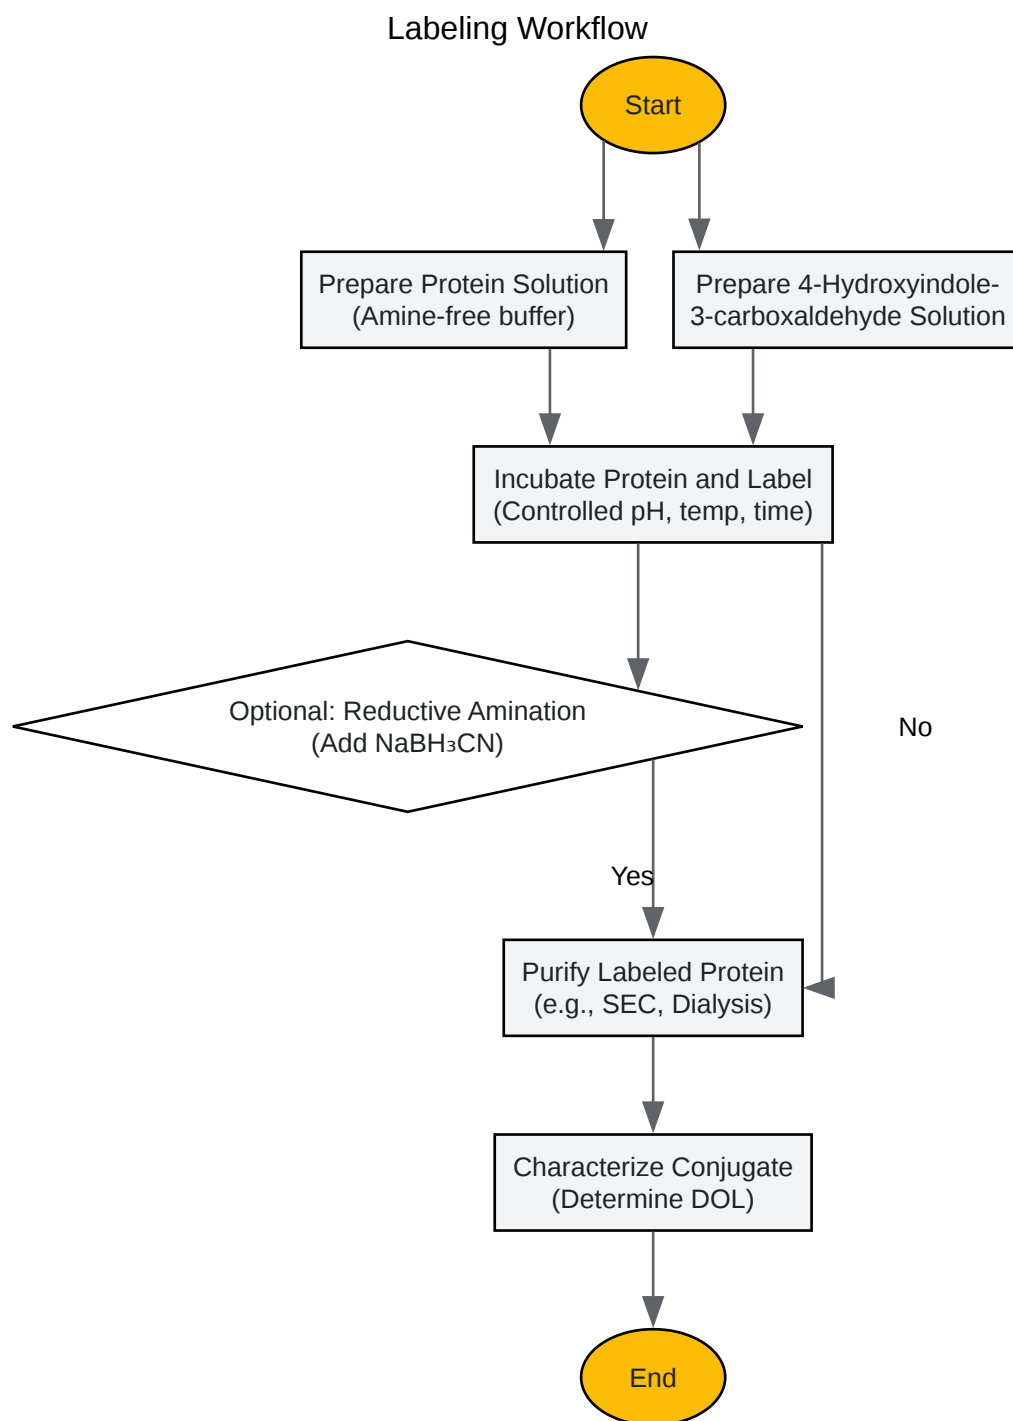 Labeling Workflow
Start
Prepare Protein Solution
(Amine-free buffer)
Prepare 4-Hydroxyindole-
3-carboxaldehyde Solution
Incubate Protein and Label
(Controlled pH, temp, time)
Optional: Reductive Amination
(Add NaBH₃CN)
No
Yes
Purify Labeled Protein
(e.g., SEC, Dialysis)
Characterize Conjugate
(Determine DOL)
End